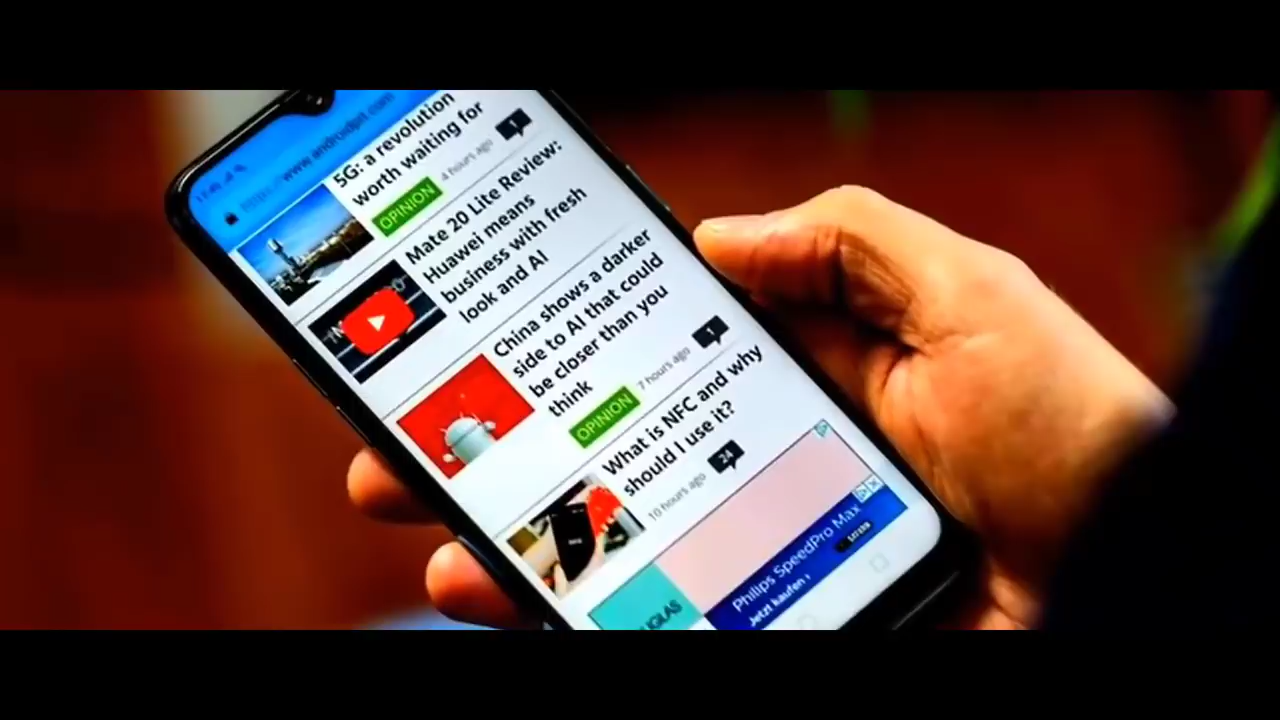 www.androidpit.com
5G: a revolution
worth waiting for
OPINION
4 hours ago
1
Mate 20 Lite Review:
Huawei means
business with fresh
look and AI
China shows a darker
side to AI that could
be closer than you
think
OPINION
7 hours ago
1
What is NFC and why
should I use it?
10 hours ago
24
Philips SpeedPro Max
Jetzt kaufen ›